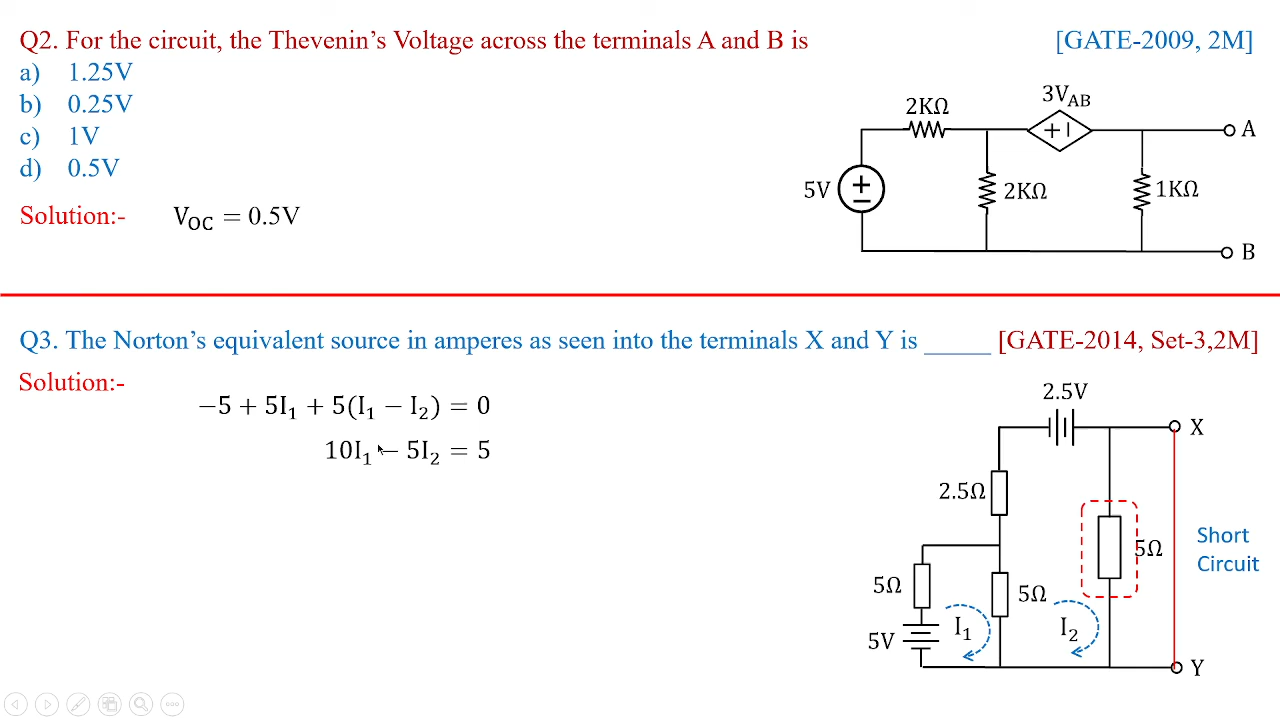 Q2. For the circuit, the Thevenin's Voltage across the terminals A and B is [GATE-2009, 2M]
a) 1.25V
b) 0.25V
c) 1V
d) 0.5V
Solution:- V_OC = 0.5V
3V_AB
2KΩ
A
5V
2KΩ
1KΩ
B
Q3. The Norton's equivalent source in amperes as seen into the terminals X and Y is _____ [GATE-2014, Set-3,2M]
Solution:-
−5 + 5I₁ + 5(I₁ − I₂) = 0
10I₁ − 5I₂ = 5
2.5V
X
2.5Ω
Short
Circuit
5Ω
5Ω
5Ω
I₁
I₂
5V
Y